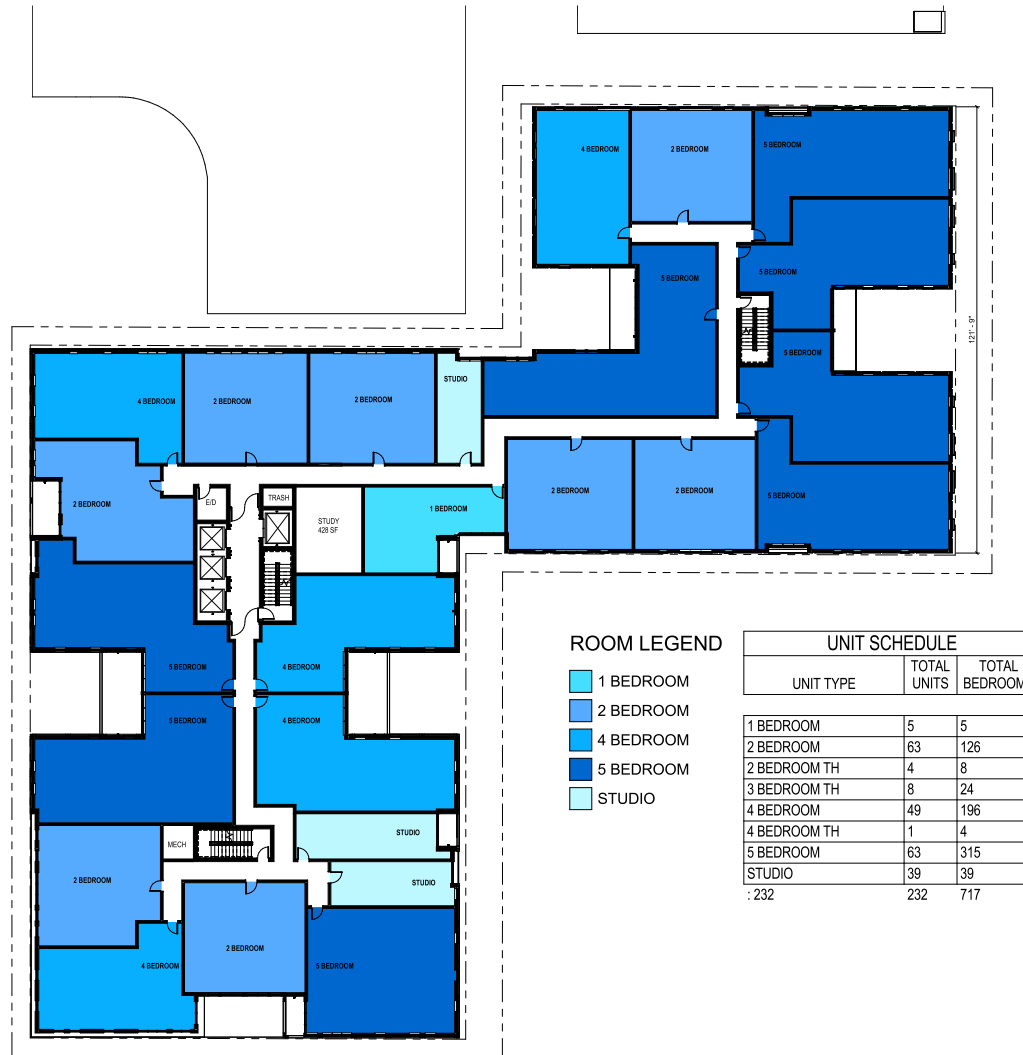 4 BEDROOM
2 BEDROOM
5 BEDROOM
5 BEDROOM
5 BEDROOM
121' - 9"
5 BEDROOM
STUDIO
4 BEDROOM
2 BEDROOM
2 BEDROOM
2 BEDROOM
E/D
TRASH
STUDY
428 SF
1 BEDROOM
2 BEDROOM
2 BEDROOM
5 BEDROOM
5 BEDROOM
4 BEDROOM
5 BEDROOM
4 BEDROOM
MECH
STUDIO
2 BEDROOM
STUDIO
2 BEDROOM
4 BEDROOM
5 BEDROOM
ROOM LEGEND
1 BEDROOM
2 BEDROOM
4 BEDROOM
5 BEDROOM
STUDIO
UNIT SCHEDULE
UNIT TYPE TOTAL UNITS TOTAL BEDROOM
1 BEDROOM 5 5
2 BEDROOM 63 126
2 BEDROOM TH 4 8
3 BEDROOM TH 8 24
4 BEDROOM 49 196
4 BEDROOM TH 1 4
5 BEDROOM 63 315
STUDIO 39 39
: 232 232 717